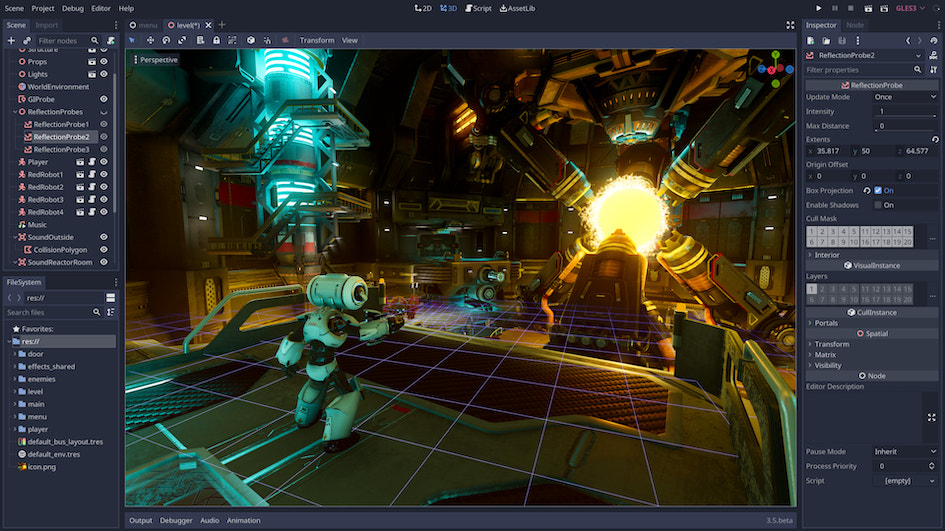 Scene Project Debug Editor Help
2D 3D Script AssetLib
GLES3
Scene Import
Filter nodes
Structure
Props
Lights
WorldEnvironment
GIProbe
ReflectionProbes
ReflectionProbe1
ReflectionProbe2
ReflectionProbe3
Player
RedRobot1
RedRobot2
RedRobot3
RedRobot4
Music
SoundOutside
CollisionPolygon
SoundReactorRoom
FileSystem
res://
Search files
Favorites:
res://
door
effects_shared
enemies
level
main
menu
player
default_bus_layout.tres
default_env.tres
icon.png
menu level(*)
Transform View
Perspective
Output Debugger Audio Animation
3.5.beta
Inspector Node
ReflectionProbe2
Filter properties
ReflectionProbe
Update Mode Once
Intensity 1
Max Distance 0
Extents
x 35.817 y 50 z 64.577
Origin Offset
x 0 y 0 z 0
Box Projection On
Enable Shadows On
Cull Mask
1 2 3 4 5 11 12 13 14 15
6 7 8 9 10 16 17 18 19 20
Interior
VisualInstance
Layers
1 2 3 4 5 11 12 13 14 15
6 7 8 9 10 16 17 18 19 20
CullInstance
Portals
Spatial
Transform
Matrix
Visibility
Node
Editor Description
Pause Mode Inherit
Process Priority 0
Script [empty]